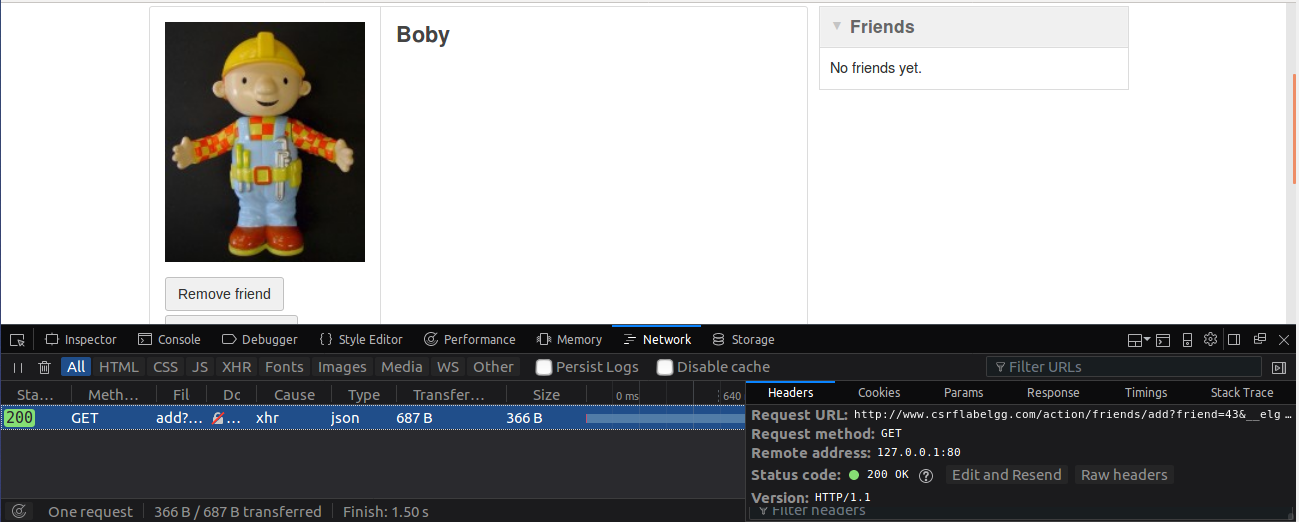 Boby
Friends
No friends yet.
Remove friend
Inspector Console Debugger { } Style Editor Performance Memory Network Storage
All HTML CSS JS XHR Fonts Images Media WS Other Persist Logs Disable cache Filter URLs
Sta… Meth… Fil Dc Cause Type Transfer… Size 0 ms 640
200 GET add?… … xhr json 687 B 366 B
Headers Cookies Params Response Timings Stack Trace
Request URL: http://www.csrflabelgg.com/action/friends/add?friend=43&__elg…
Request method: GET
Remote address: 127.0.0.1:80
Status code: 200 OK ? Edit and Resend Raw headers
Version: HTTP/1.1
Filter headers
One request 366 B / 687 B transferred Finish: 1.50 s